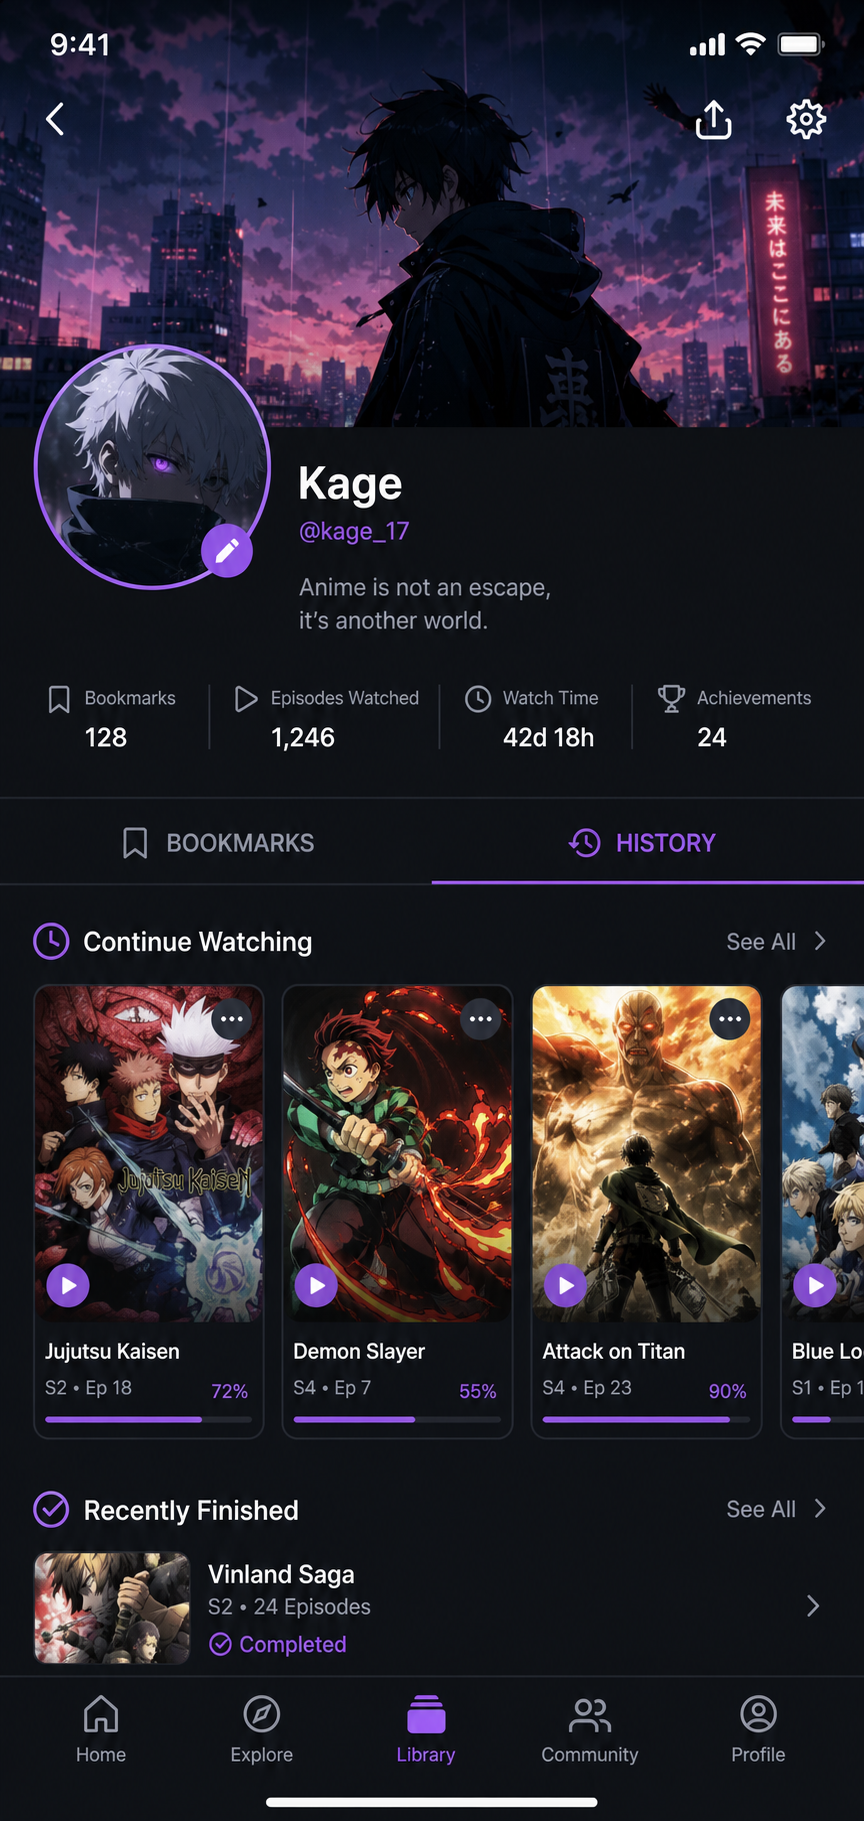 9:41
未来はここにある
東
Kage
@kage_17
Anime is not an escape,
it's another world.
Bookmarks
128
Episodes Watched
1,246
Watch Time
42d 18h
Achievements
24
BOOKMARKS
HISTORY
Continue Watching
See All
Jujutsu Kaisen
Jujutsu Kaisen
S2 • Ep 18
72%
Demon Slayer
S4 • Ep 7
55%
Attack on Titan
S4 • Ep 23
90%
Blue Lo
S1 • Ep 1
Recently Finished
See All
Vinland Saga
S2 • 24 Episodes
Completed
Home
Explore
Library
Community
Profile